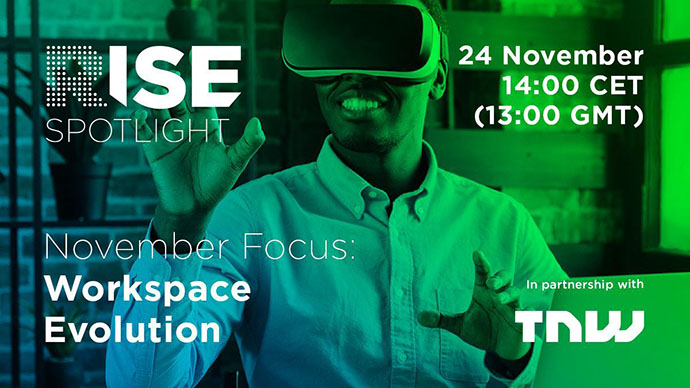 RISE
SPOTLIGHT
24 November
14:00 CET
(13:00 GMT)
November Focus:
Workspace
Evolution
In partnership with
TNW